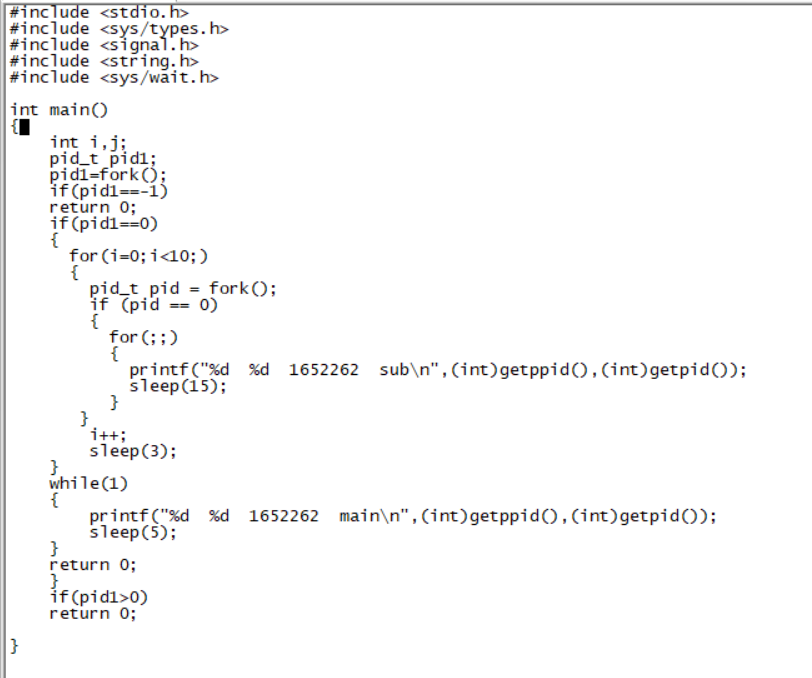 #include <stdio.h>
#include <sys/types.h>
#include <signal.h>
#include <string.h>
#include <sys/wait.h>

int main()
{
    int i,j;
    pid_t pid1;
    pid1=fork();
    if(pid1==-1)
    return 0;
    if(pid1==0)
    {
      for(i=0;i<10;)
      {
        pid_t pid = fork();
        if (pid == 0)
        {
          for(;;)
          {
            printf("%d  %d  1652262  sub\n",(int)getppid(),(int)getpid());
            sleep(15);
          }
       }
        i++;
        sleep(3);
    }
    while(1)
    {
        printf("%d  %d  1652262  main\n",(int)getppid(),(int)getpid());
        sleep(5);
    }
    return 0;
    }
    if(pid1>0)
    return 0;

}